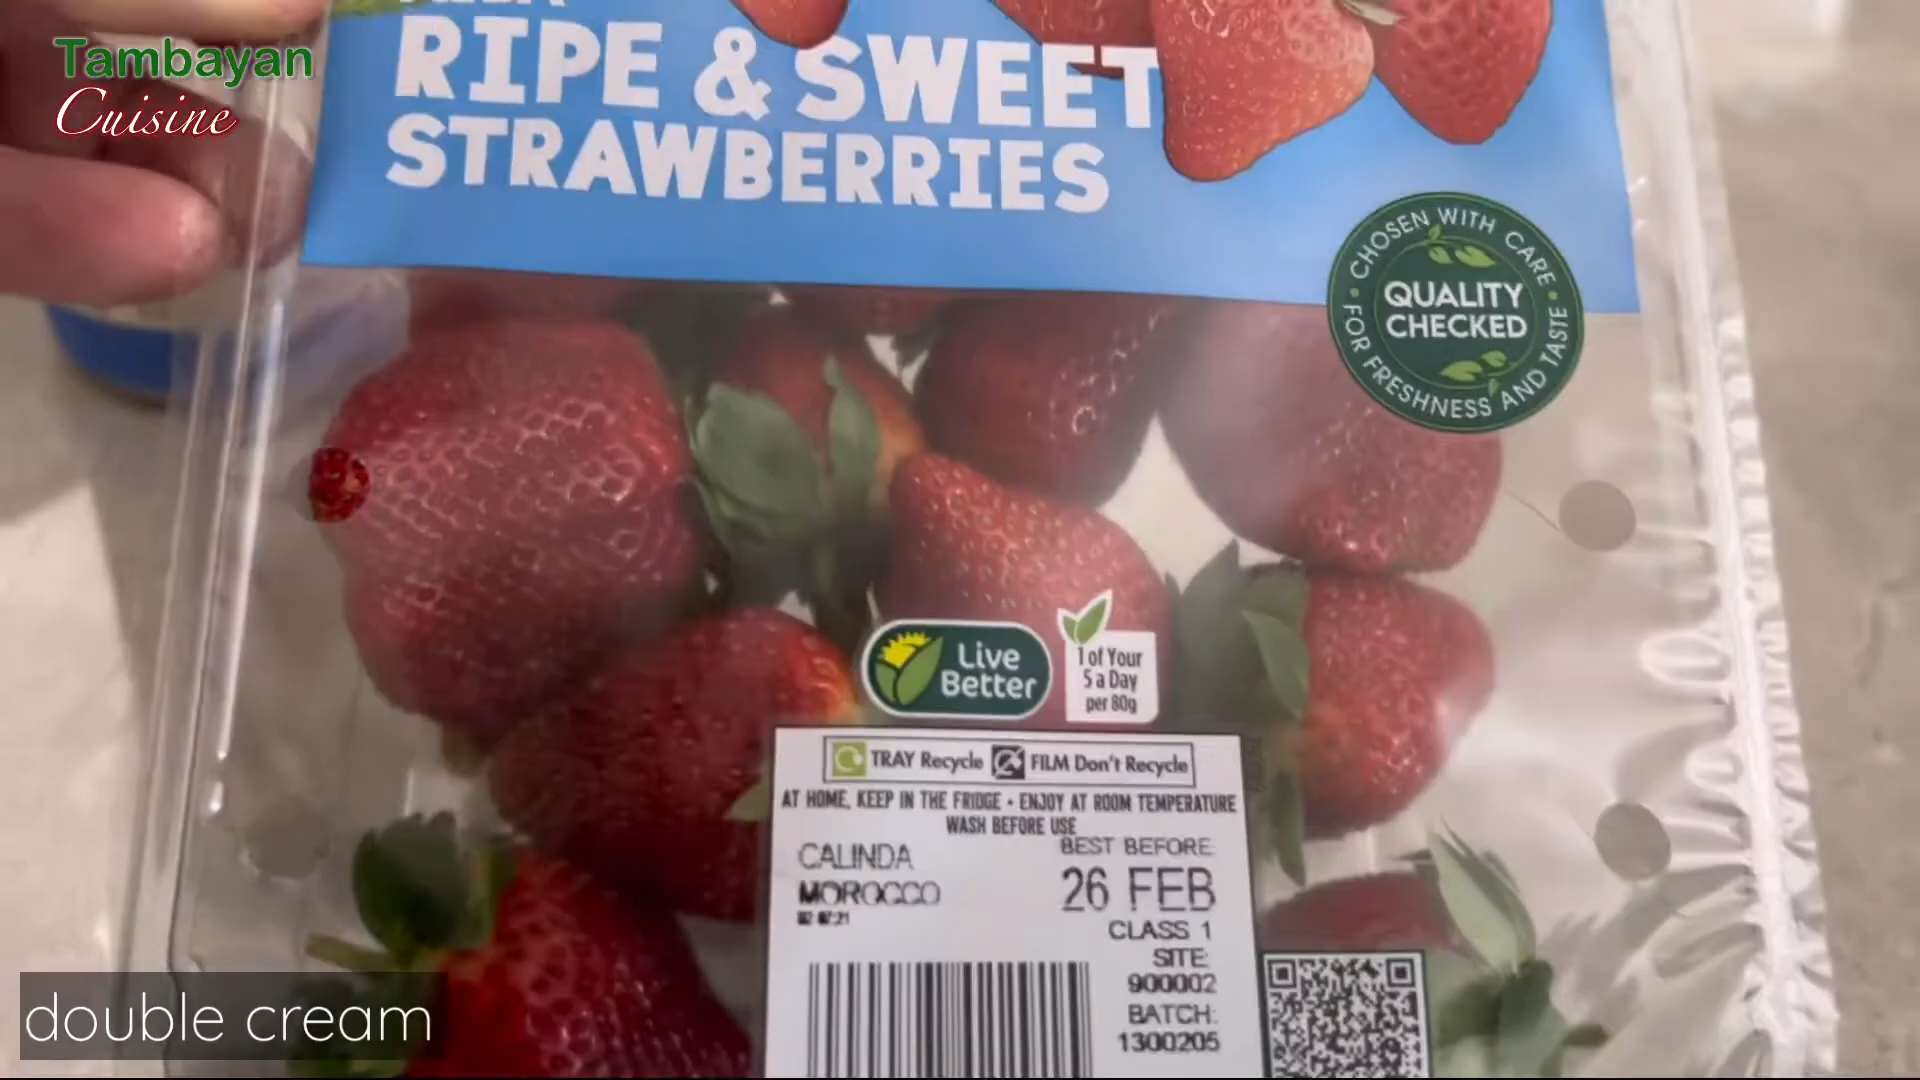 Tambayan
Cuisine
RIPE & SWEET
STRAWBERRIES
CHOSEN WITH CARE
QUALITY
CHECKED
FOR FRESHNESS AND TASTE
Live
Better
1 of Your
5 a Day
per 80g
TRAY Recycle FILM Don't Recycle
AT HOME, KEEP IN THE FRIDGE • ENJOY AT ROOM TEMPERATURE
WASH BEFORE USE
BEST BEFORE
CALINDA
26 FEB
MOROCCO
CLASS 1
SITE:
900002
BATCH:
1300205
double cream